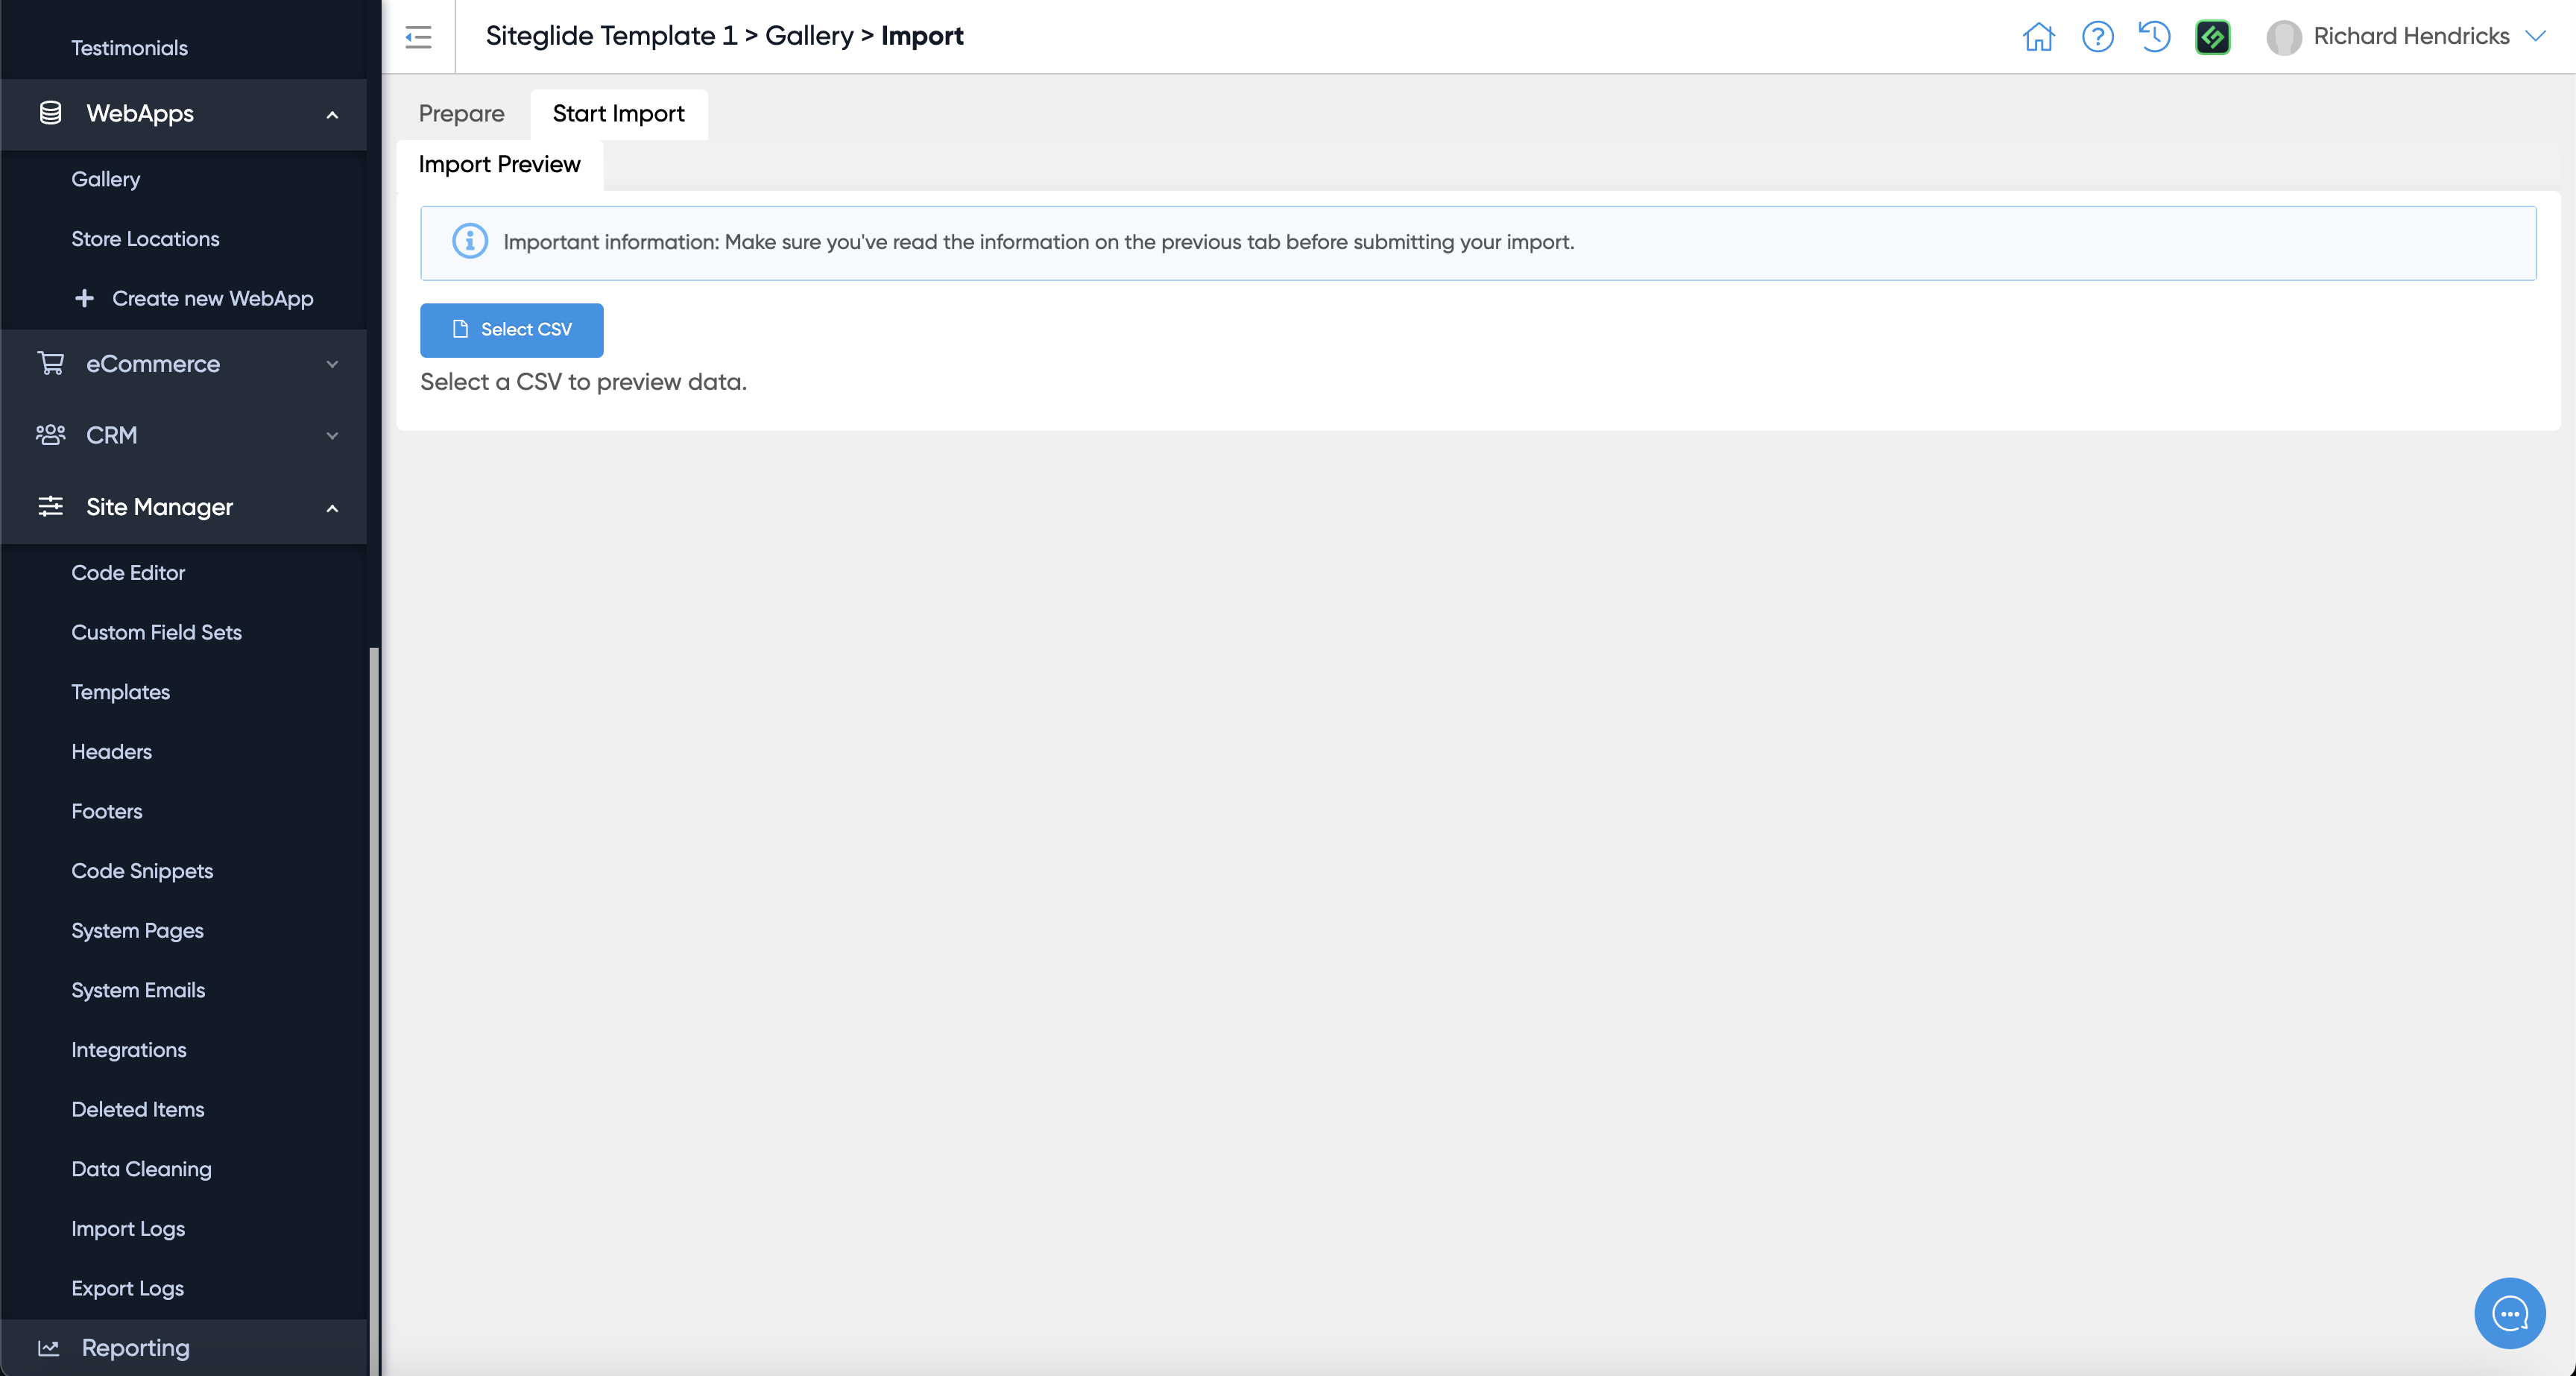 Testimonials
WebApps
Gallery
Store Locations
Create new WebApp
eCommerce
CRM
Site Manager
Code Editor
Custom Field Sets
Templates
Headers
Footers
Code Snippets
System Pages
System Emails
Integrations
Deleted Items
Data Cleaning
Import Logs
Export Logs
Reporting
Siteglide Template 1 > Gallery > Import
Richard Hendricks
Prepare
Start Import
Import Preview
Important information: Make sure you've read the information on the previous tab before submitting your import.
Select CSV
Select a CSV to preview data.